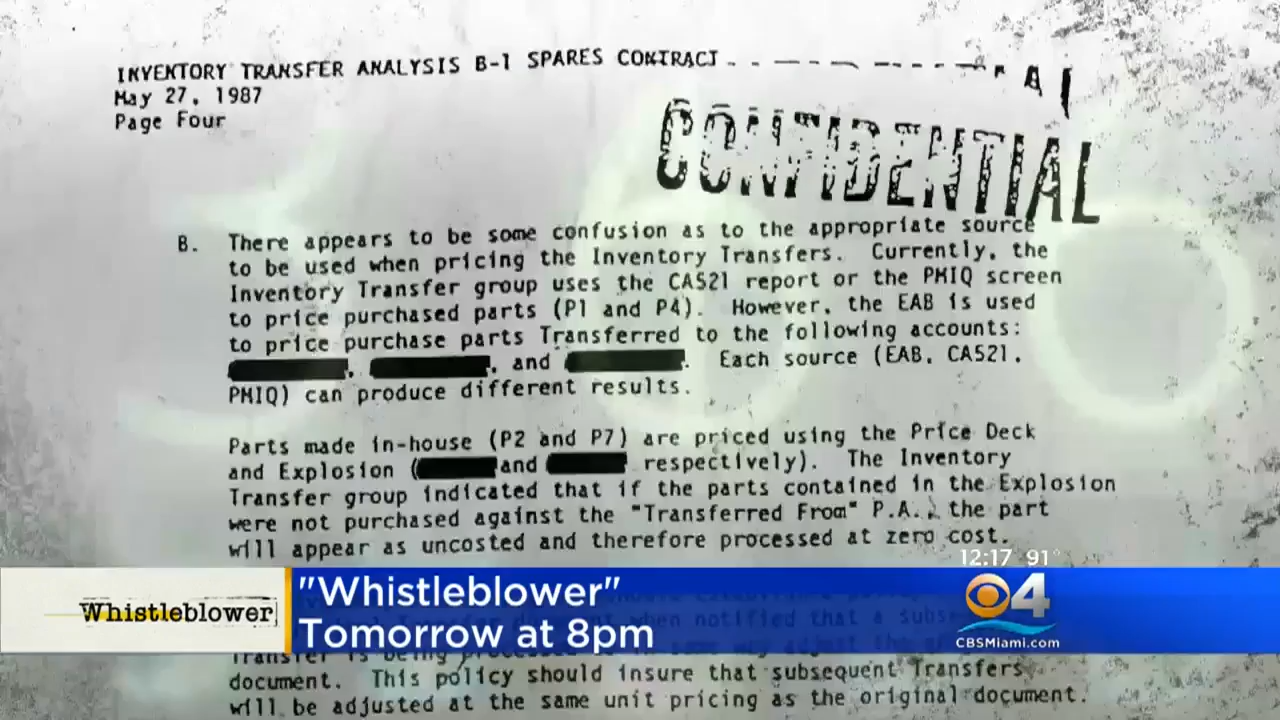 INVENTORY TRANSFER ANALYSIS B-1 SPARES CONTRACT
May 27, 1987
Page Four
CONFIDENTIAL
B. There appears to be some confusion as to the appropriate source
to be used when pricing the Inventory Transfers. Currently, the
Inventory Transfer group uses the CA521 report or the PMIQ screen
to price purchased parts (P1 and P4). However, the EAB is used
to price purchase parts Transferred to the following accounts:
, , and . Each source (EAB, CA521,
PMIQ) can produce different results.
Parts made in-house (P2 and P7) are priced using the Price Deck
and Explosion ( and respectively). The Inventory
Transfer group indicated that if the parts contained in the Explosion
were not purchased against the "Transferred From" P.A., the part
will appear as uncosted and therefore processed at zero cost.
12:17 91°
Whistleblower
"Whistleblower"
Tomorrow at 8pm
4
CBSMiami.com
when notified that a
Transfer is being
document. This policy should insure that subsequent Transfers
will be adjusted at the same unit pricing as the original document.